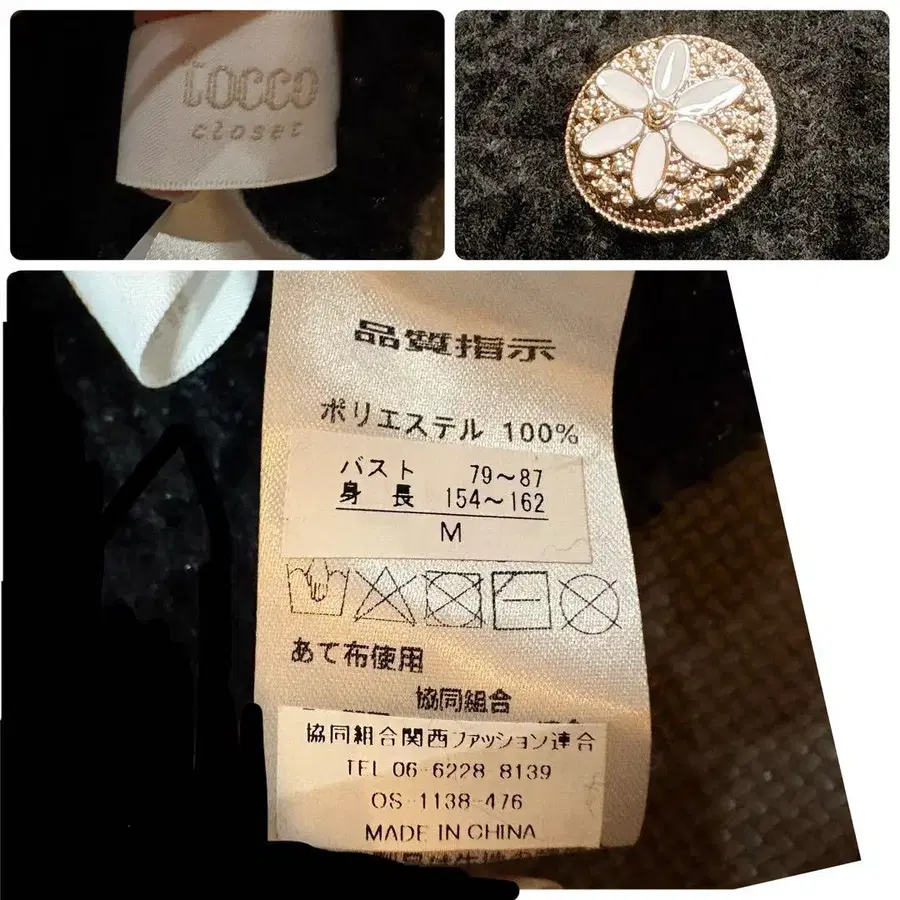 tocco
closet
品質指示
ポリエステル 100%
バスト 79～87
身長 154～162
M
あて布使用
協同組合
協同組合関西ファッション連合
TEL 06-6228-8139
OS-1138-476
MADE IN CHINA